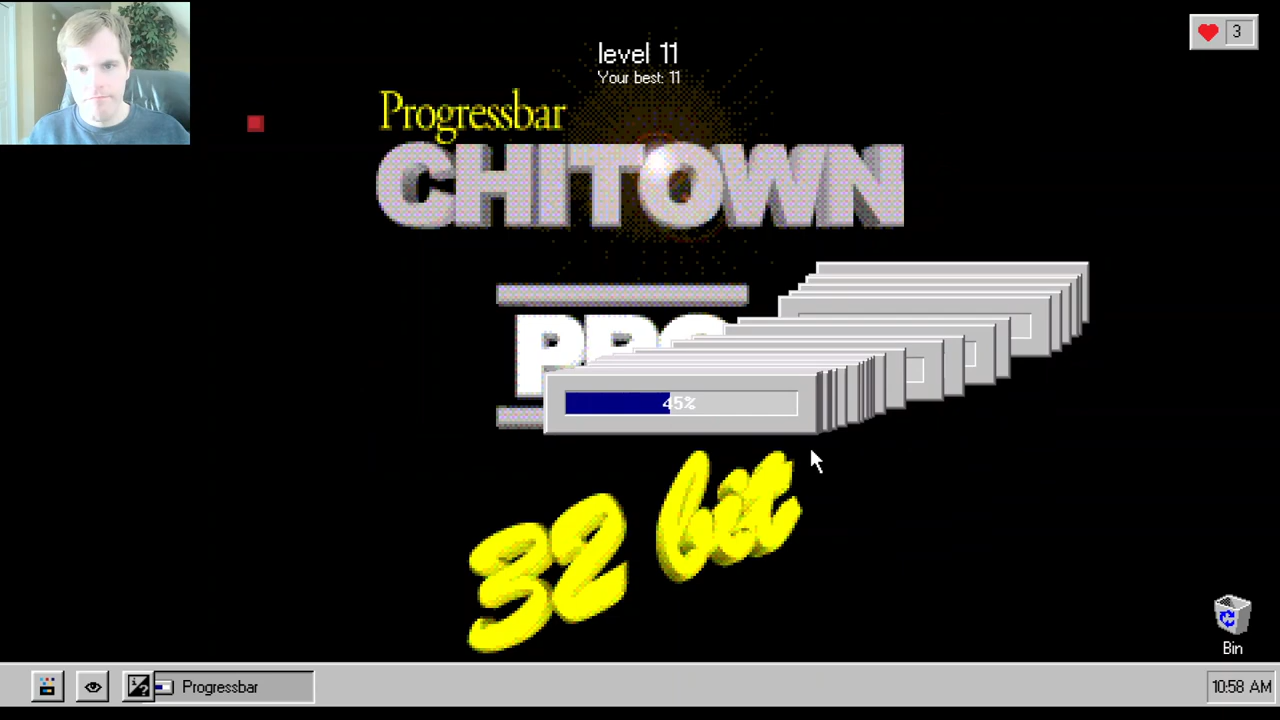 level 11
Your best: 11
3
Progressbar
CHITOWN
45%
32 bit
Bin
Progressbar
10:58 AM